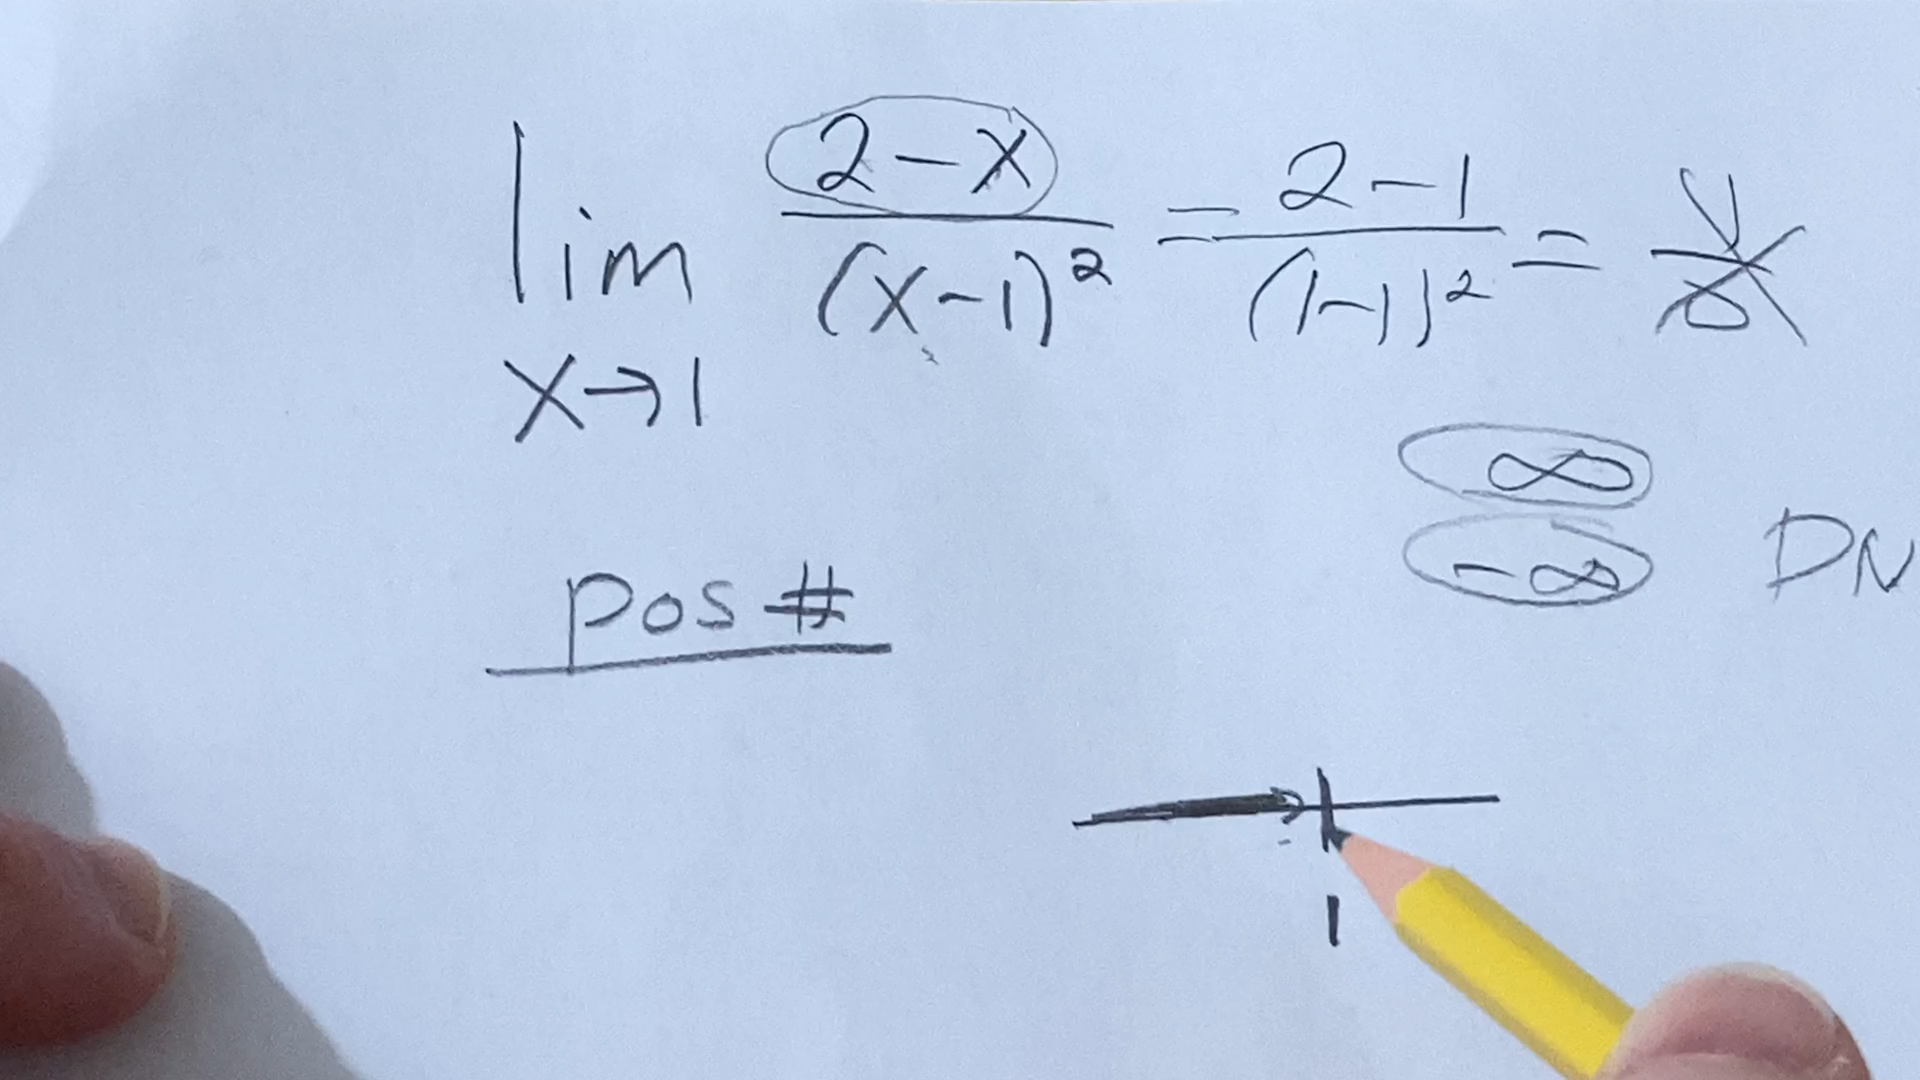 lim x→1 (2-x)/(x-1)² = (2-1)/(1-1)² = 1/0
∞
-∞ DN
pos #
1